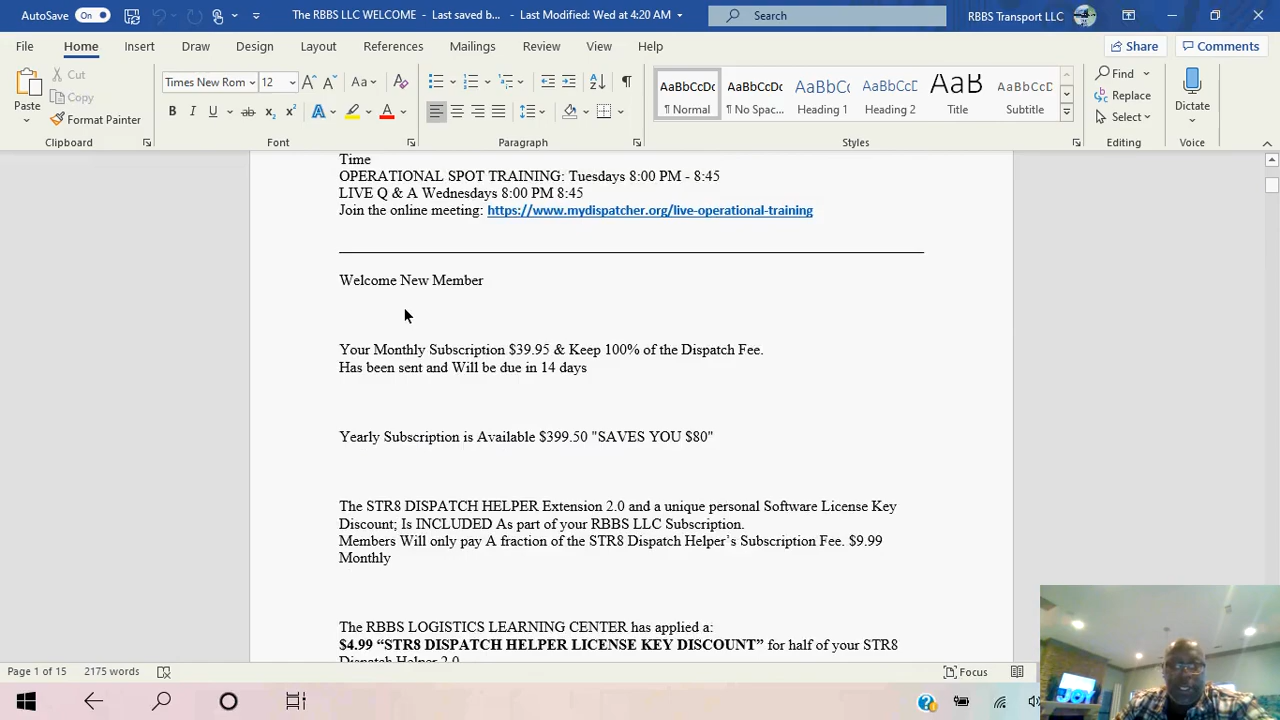 AutoSave On The RBBS LLC WELCOME - Last saved b... - Last Modified: Wed at 4:20 AM Search RBBS Transport LLC
File Home Insert Draw Design Layout References Mailings Review View Help Share Comments
Paste
Cut
Copy
Format Painter
Clipboard
Times New Rom 12
Font
Paragraph
AaBbCcDc AaBbCcDc AaBbC AaBbCcD AaB AaBbCcD
¶ Normal ¶ No Spac... Heading 1 Heading 2 Title Subtitle
Styles
Find
Replace
Select
Editing
Dictate
Voice
Time
OPERATIONAL SPOT TRAINING: Tuesdays 8:00 PM - 8:45
LIVE Q & A Wednesdays 8:00 PM 8:45
Join the online meeting: https://www.mydispatcher.org/live-operational-training
Welcome New Member
Your Monthly Subscription $39.95 & Keep 100% of the Dispatch Fee.
Has been sent and Will be due in 14 days
Yearly Subscription is Available $399.50 "SAVES YOU $80"
The STR8 DISPATCH HELPER Extension 2.0 and a unique personal Software License Key
Discount; Is INCLUDED As part of your RBBS LLC Subscription.
Members Will only pay A fraction of the STR8 Dispatch Helper's Subscription Fee. $9.99
Monthly
The RBBS LOGISTICS LEARNING CENTER has applied a:
$4.99 “STR8 DISPATCH HELPER LICENSE KEY DISCOUNT” for half of your STR8
Dispatch Helper 2.0
Page 1 of 15 2175 words Focus
JOY